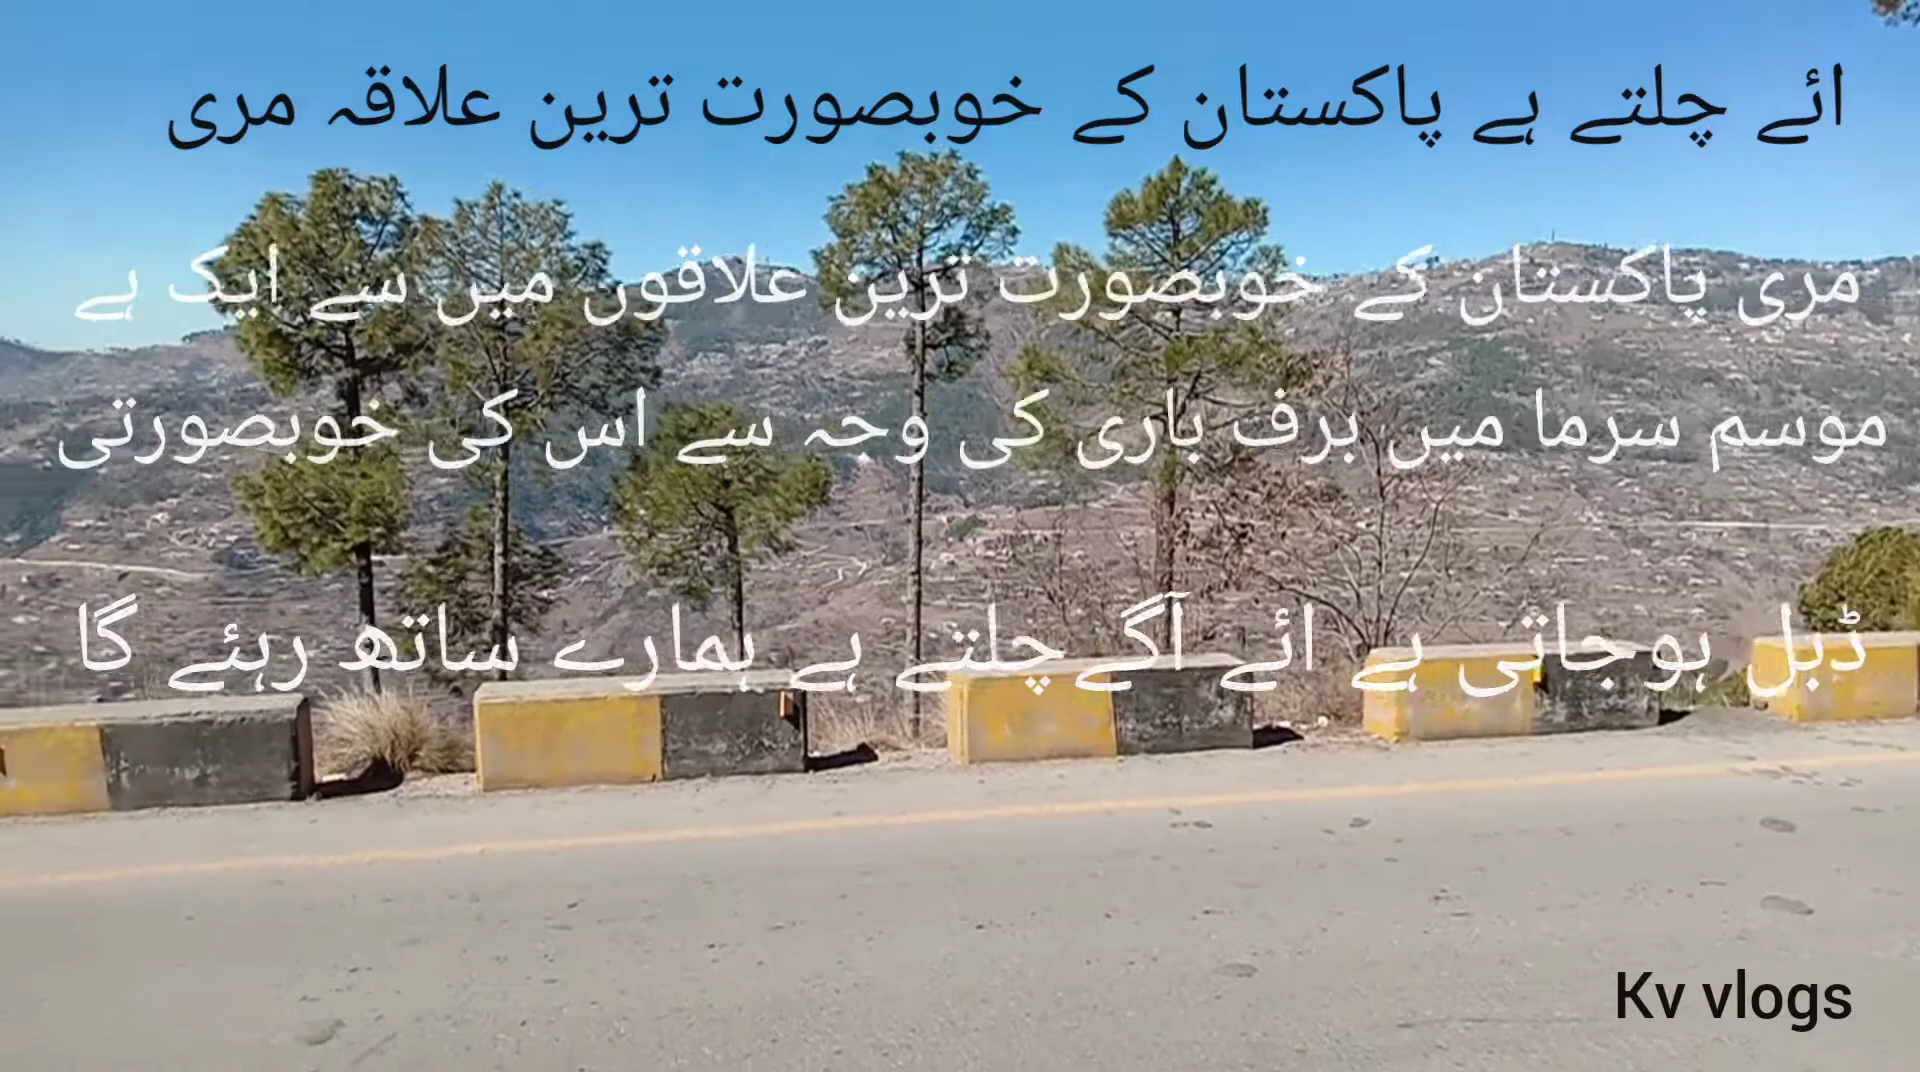 ائے چلتے ہے پاکستان کے خوبصورت ترین علاقہ مری
مری پاکستان کے خوبصورت ترین علاقوں میں سے ایک ہے
موسم سرما میں برف باری کی وجہ سے اس کی خوبصورتی
ڈبل ہوجاتی ہے ائے آگے چلتے ہے ہمارے ساتھ رہئے گا
Kv vlogs